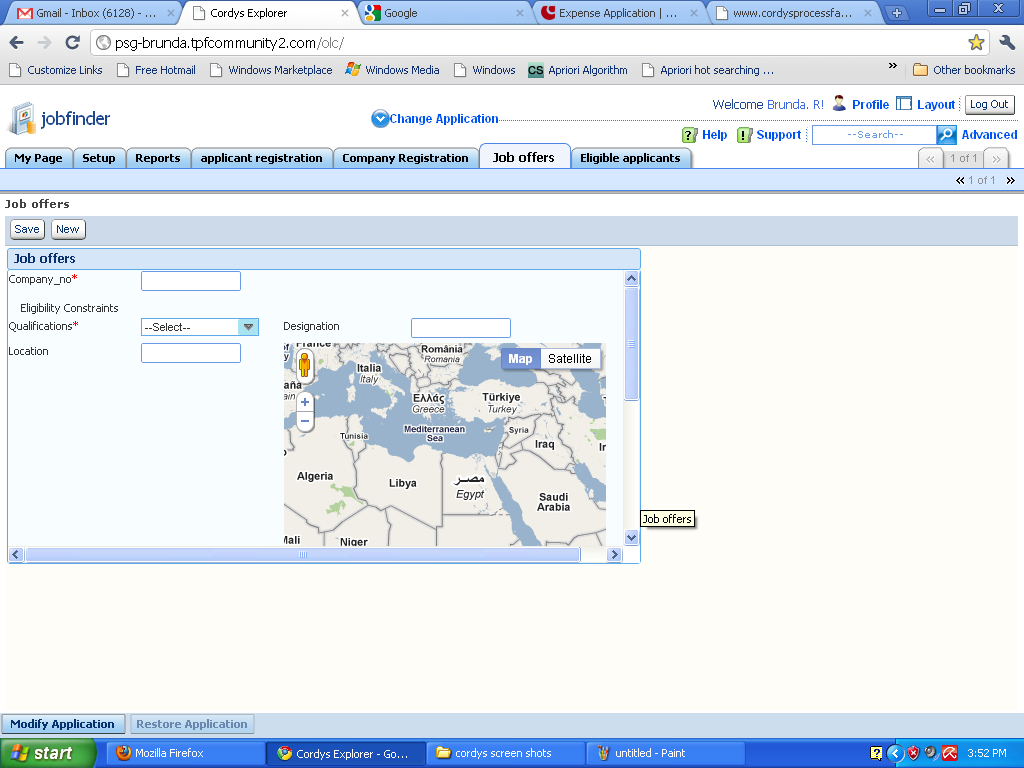 Gmail - Inbox (6128) - ...
Cordys Explorer
Google
Expense Application | ...
www.cordysprocessfa...
psg-brunda.tpfcommunity2.com/olc/
Customize Links
Free Hotmail
Windows Marketplace
Windows Media
Windows
CS Apriori Algorithm
Apriori hot searching ...
»
Other bookmarks
jobfinder
Change Application
Welcome Brunda. R!
Profile
Layout
Log Out
Help
Support
--Search--
Advanced
My Page
Setup
Reports
applicant registration
Company Registration
Job offers
Eligible applicants
« 1 of 1 »
« 1 of 1 »
Job offers
Save
New
Job offers
Company_no*
Eligibility Constraints
Qualifications*
--Select--
Designation
Location
Map
Satellite
France
România
Romania
Italia
Italy
Ελλάς
Greece
Türkiye
Turkey
Mediterranean
Sea
Tunisia
Syria
Iraq
Ir
Algeria
Libya
مصر
Egypt
Saudi
Arabia
Mali
Niger
Job offers
Modify Application
Restore Application
start
Mozilla Firefox
Cordys Explorer - Go...
cordys screen shots
untitled - Paint
3:52 PM